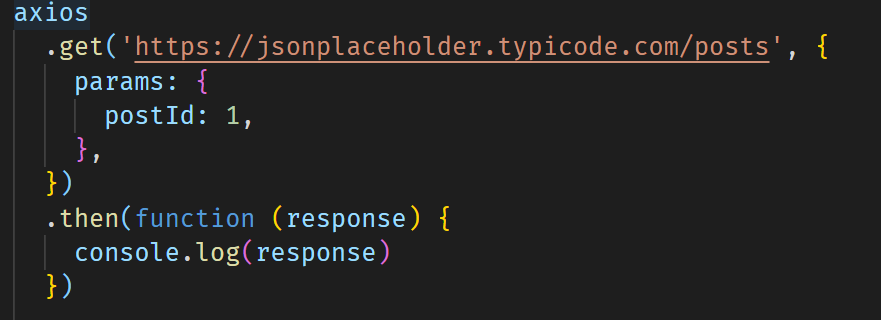 axios
  .get('https://jsonplaceholder.typicode.com/posts', {
    params: {
      postId: 1,
    },
  })
  .then(function (response) {
    console.log(response)
  })